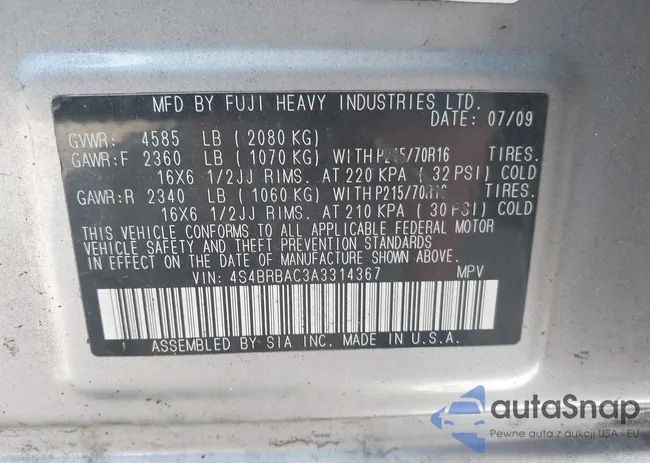 MFD BY FUJI HEAVY INDUSTRIES LTD.
DATE: 07/09
GVWR: 4585 LB ( 2080 KG)
GAWR:F 2360 LB ( 1070 KG) WITH P215/70R16 TIRES.
16X6 1/2JJ RIMS. AT 220 KPA ( 32 PSI) COLD
GAWR:R 2340 LB ( 1060 KG) WITH P215/70R16 TIRES.
16X6 1/2JJ RIMS. AT 210 KPA ( 30 PSI) COLD
THIS VEHICLE CONFORMS TO ALL APPLICABLE FEDERAL MOTOR
VEHICLE SAFETY AND THEFT PREVENTION STANDARDS
IN EFFECT ON THE DATE OF MANUFACTURE SHOWN ABOVE.
VIN: 4S4BRBAC3A3314367 MPV
ASSEMBLED BY SIA INC. MADE IN U.S.A.
autoSnap
Pewne auta z aukcji USA i EU